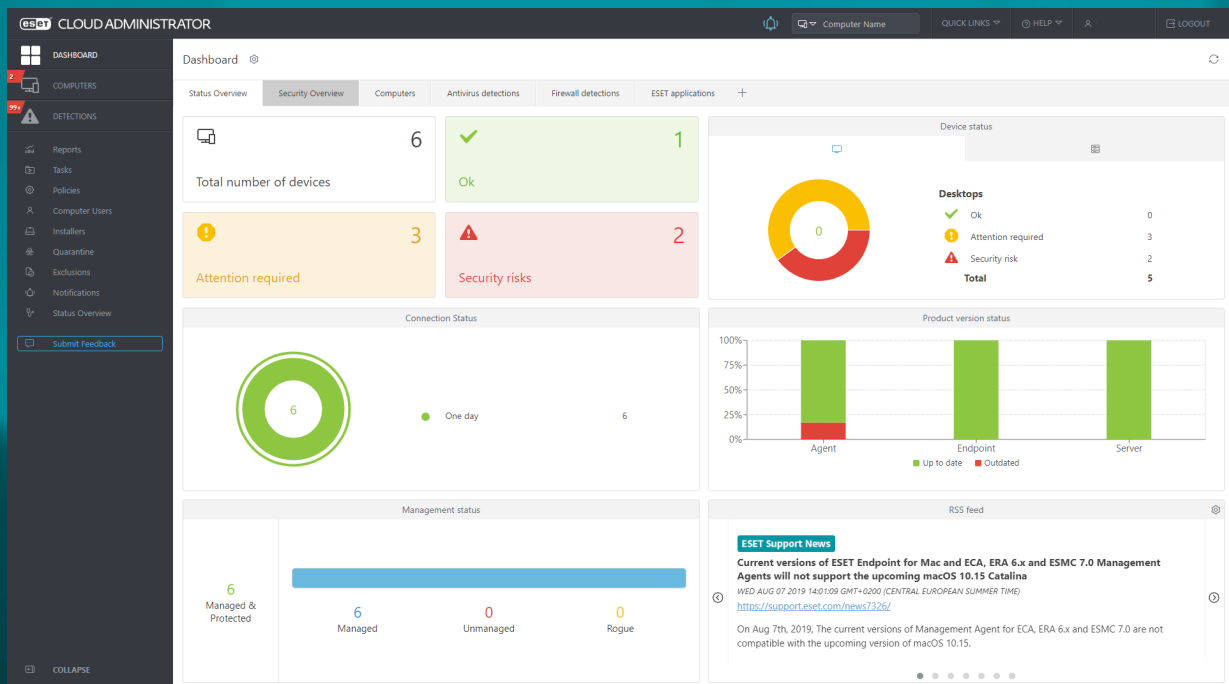 eset CLOUD ADMINISTRATOR
Computer Name
QUICK LINKS
HELP
LOGOUT
DASHBOARD
2
COMPUTERS
99+
DETECTIONS
Reports
Tasks
Policies
Computer Users
Installers
Quarantine
Exclusions
Notifications
Status Overview
Submit Feedback
COLLAPSE
Dashboard
Status Overview Security Overview Computers Antivirus detections Firewall detections ESET applications +
6
Total number of devices
1
Ok
3
Attention required
2
Security risks
Device status
0
Desktops
Ok 0
Attention required 3
Security risk 2
Total 5
Connection Status
6
One day 6
Product version status
100%
75%
50%
25%
0%
Agent Endpoint Server
Up to date Outdated
Management status
6
Managed &
Protected
6 0 0
Managed Unmanaged Rogue
RSS feed
ESET Support News
Current versions of ESET Endpoint for Mac and ECA, ERA 6.x and ESMC 7.0 Management
Agents will not support the upcoming macOS 10.15 Catalina
WED AUG 07 2019 14:01:09 GMT+0200 (CENTRAL EUROPEAN SUMMER TIME)
https://support.eset.com/news7326/
On Aug 7th, 2019, The current versions of Management Agent for ECA, ERA 6.x and ESMC 7.0 are not
compatible with the upcoming version of macOS 10.15.